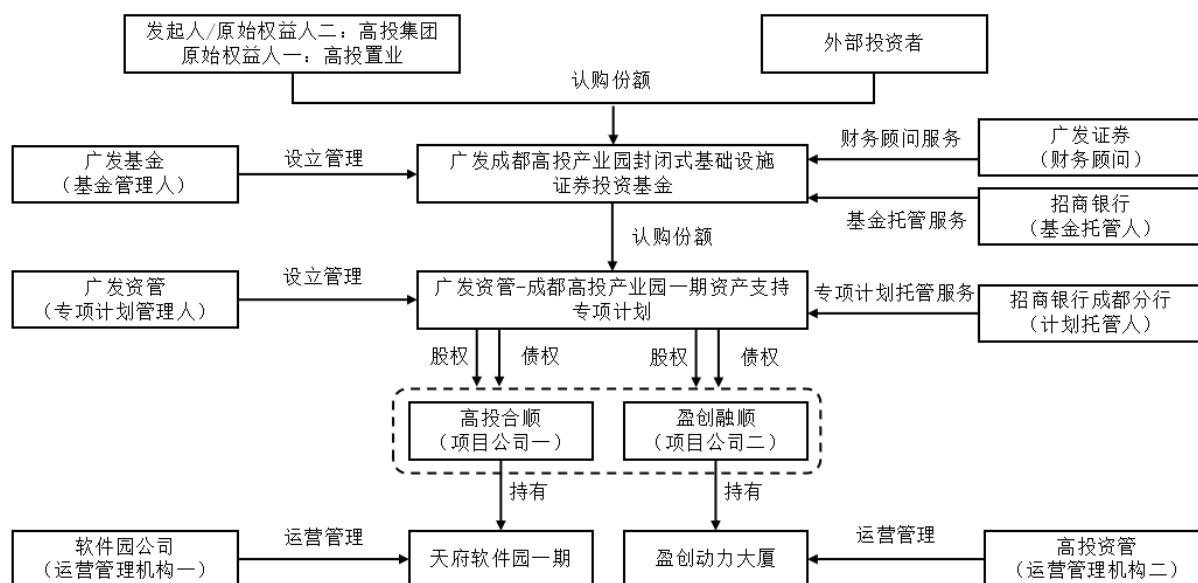 发起人/原始权益人二：高投集团
原始权益人一：高投置业
外部投资者
认购份额
广发基金
（基金管理人）
设立管理
广发成都高投产业园封闭式基础设施
证券投资基金
财务顾问服务
广发证券
（财务顾问）
基金托管服务
招商银行
（基金托管人）
认购份额
广发资管
（专项计划管理人）
设立管理
广发资管-成都高投产业园一期资产支持
专项计划
专项计划托管服务
招商银行成都分行
（计划托管人）
股权
债权
股权
债权
高投合顺
（项目公司一）
盈创融顺
（项目公司二）
持有
持有
软件园公司
（运营管理机构一）
运营管理
天府软件园一期
盈创动力大厦
运营管理
高投资管
（运营管理机构二）